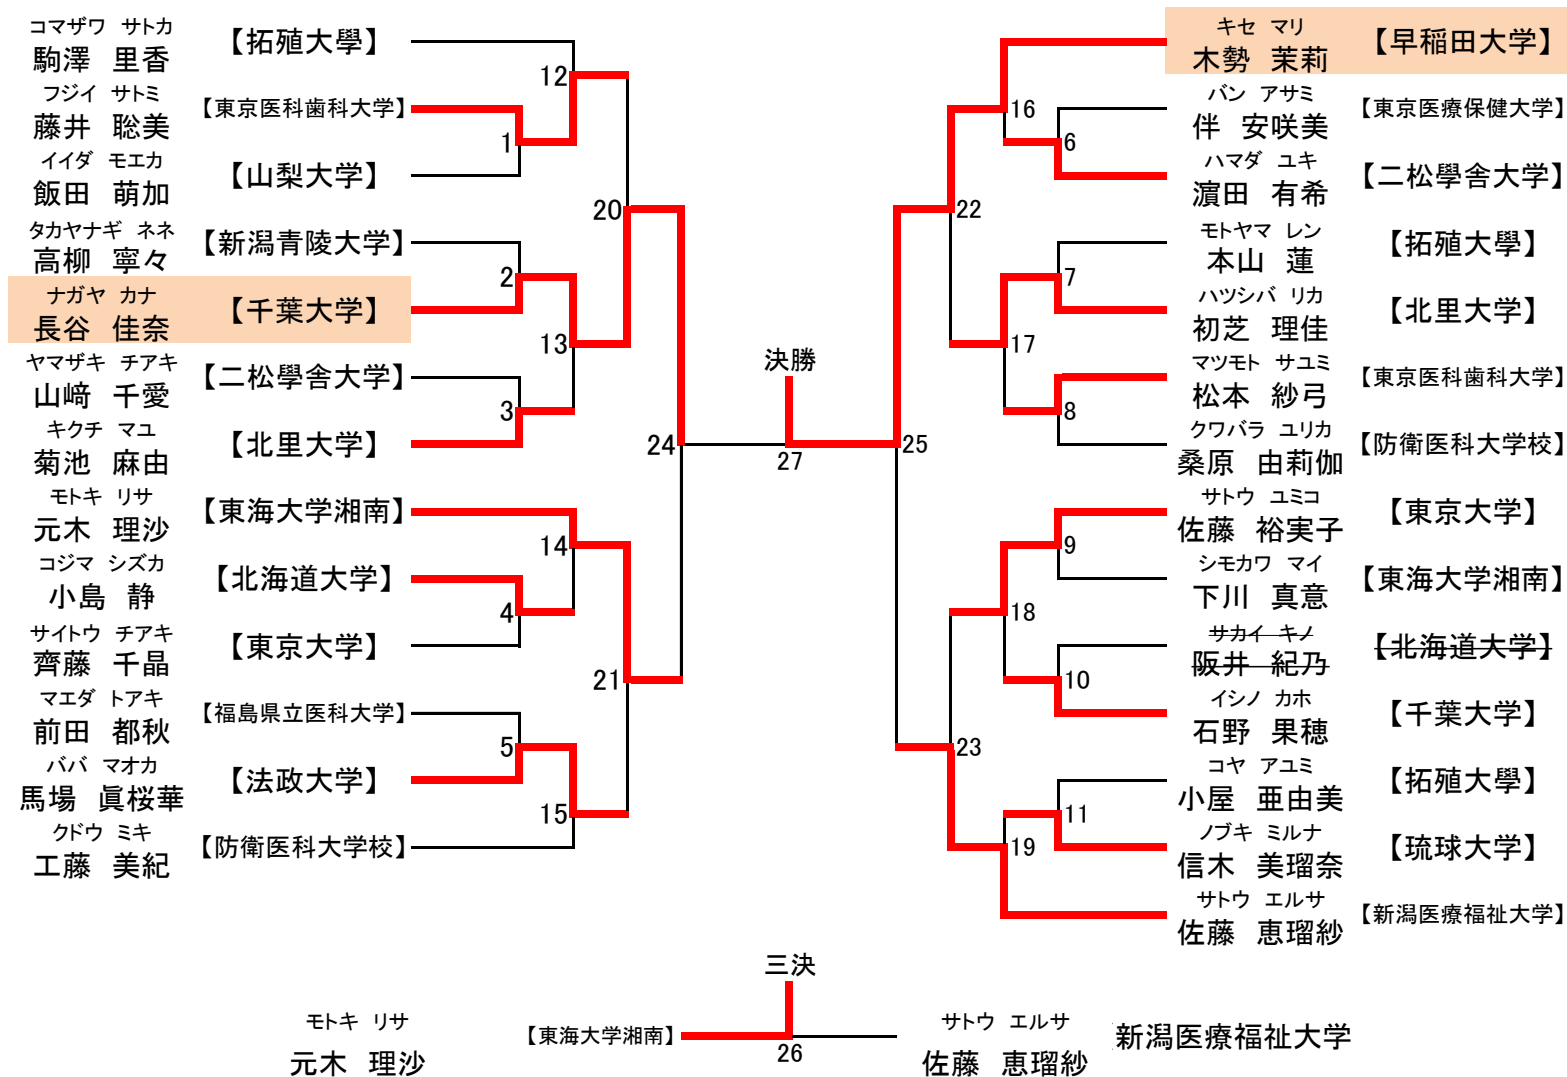 コマザワ サトカ
駒澤 里香 【拓殖大學】
フジイ サトミ
藤井 聡美 【東京医科歯科大学】
イイダ モエカ
飯田 萌加 【山梨大学】
タカヤナギ ネネ
高柳 寧々 【新潟青陵大学】
ナガヤ カナ
長谷 佳奈 【千葉大学】
ヤマザキ チアキ
山﨑 千愛 【二松學舎大学】
キクチ マユ
菊池 麻由 【北里大学】
モトキ リサ
元木 理沙 【東海大学湘南】
コジマ シズカ
小島 静 【北海道大学】
サイトウ チアキ
齊藤 千晶 【東京大学】
マエダ トアキ
前田 都秋 【福島県立医科大学】
ババ マオカ
馬場 眞桜華 【法政大学】
クドウ ミキ
工藤 美紀 【防衛医科大学校】
12
1
20
2
13
3
24
14
4
21
5
15
決勝
27
16
6
22
7
17
8
25
9
18
10
23
11
19
キセ マリ
木勢 茉莉 【早稲田大学】
バン アサミ
伴 安咲美 【東京医療保健大学】
ハマダ ユキ
濵田 有希 【二松學舎大学】
モトヤマ レン
本山 蓮 【拓殖大學】
ハツシバ リカ
初芝 理佳 【北里大学】
マツモト サユミ
松本 紗弓 【東京医科歯科大学】
クワバラ ユリカ
桑原 由莉伽 【防衛医科大学校】
サトウ ユミコ
佐藤 裕実子 【東京大学】
シモカワ マイ
下川 真意 【東海大学湘南】
サカイ キノ
阪井 紀乃 【北海道大学】
イシノ カホ
石野 果穂 【千葉大学】
コヤ アユミ
小屋 亜由美 【拓殖大學】
ノブキ ミルナ
信木 美瑠奈 【琉球大学】
サトウ エルサ
佐藤 恵瑠紗 【新潟医療福祉大学】
三決
モトキ リサ
元木 理沙 【東海大学湘南】
26
サトウ エルサ
佐藤 恵瑠紗 新潟医療福祉大学